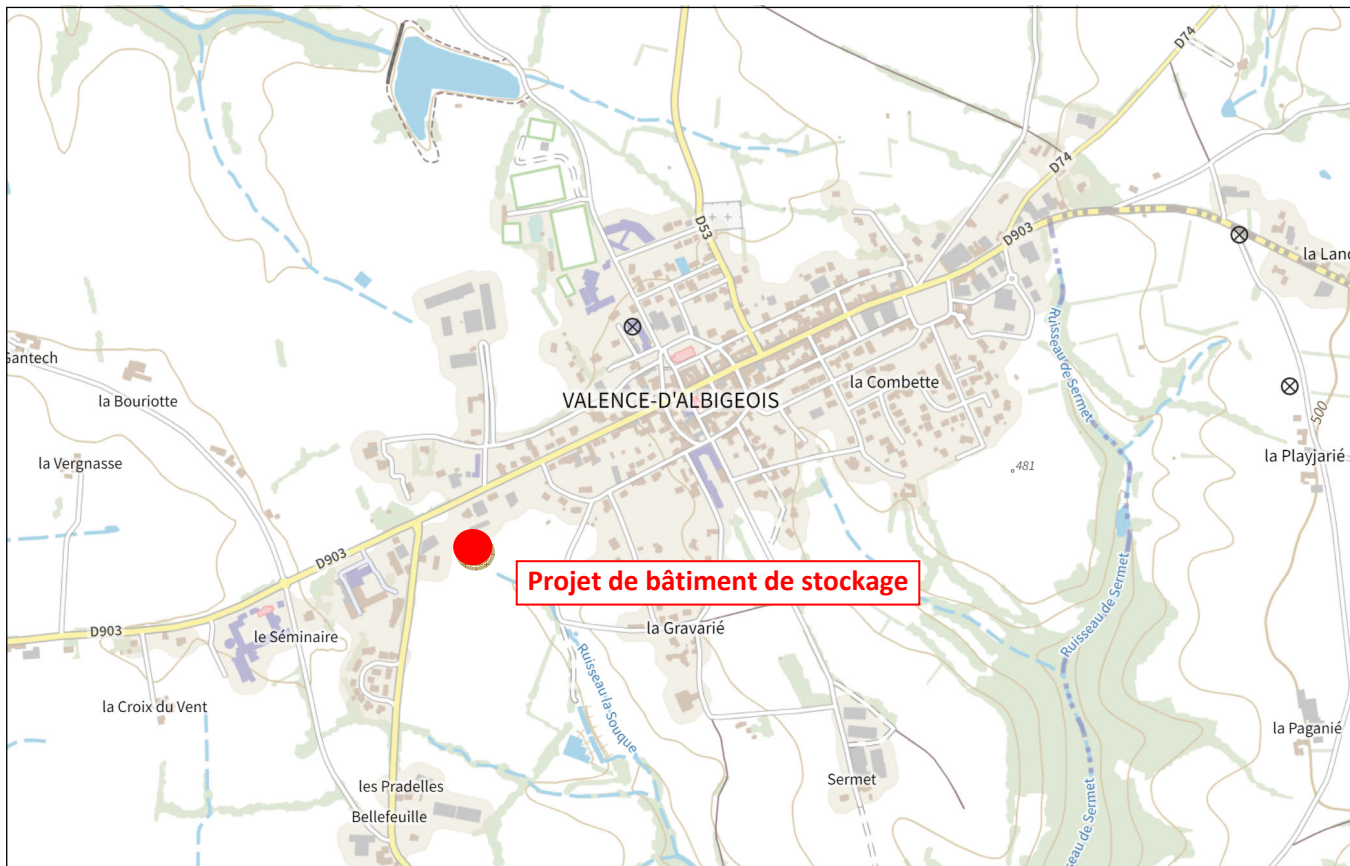 D74
D74
D53
D903
la Land
Gantech
la Bouriotte
la Combette
VALENCE-D'ALBIGEOIS
Ruisseau de Sermet
500
la Vergnasse
481
la Playjarié
D903
Projet de bâtiment de stockage
Ruisseau de Sermet
D903
le Séminaire
la Gravarié
Ruisseau la Souque
la Croix du Vent
la Paganié
les Pradelles
Sermet
Bellefeuille
Ruisseau de Sermet